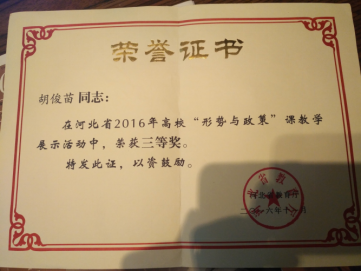 荣誉证书
胡俊苗 同志：
在河北省2016年高校“形势与政策”课教学
展示活动中，荣获三等奖。
特发此证，以资鼓励。